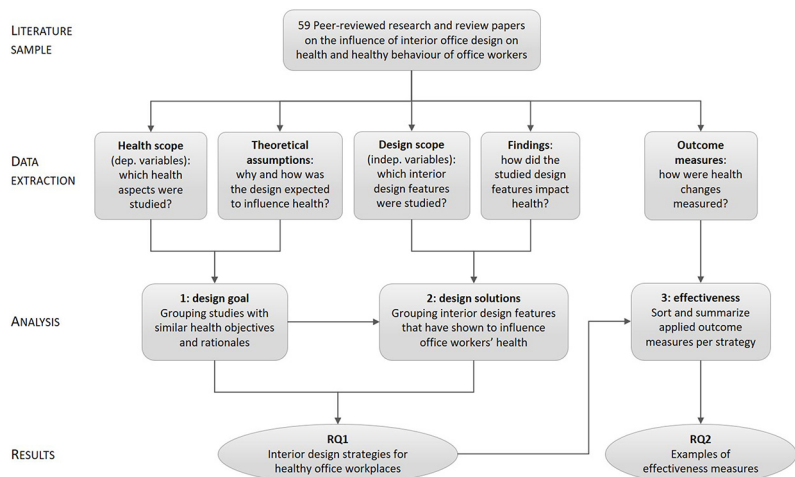 LITERATURE
SAMPLE
59 Peer-reviewed research and review papers
on the influence of interior office design on
health and healthy behaviour of office workers
DATA
EXTRACTION
Health scope
(dep. variables):
which health
aspects were
studied?
Theoretical
assumptions:
why and how was
the design expected
to influence health?
Design scope
(indep. variables):
which interior
design features
were studied?
Findings:
how did the
studied design
features impact
health?
Outcome
measures:
how were health
changes
measured?
ANALYSIS
1: design goal
Grouping studies with
similar health objectives
and rationales
2: design solutions
Grouping interior design features
that have shown to influence
office workers' health
3: effectiveness
Sort and summarize
applied outcome
measures per strategy
RESULTS
RQ1
Interior design strategies for
healthy office workplaces
RQ2
Examples of
effectiveness measures